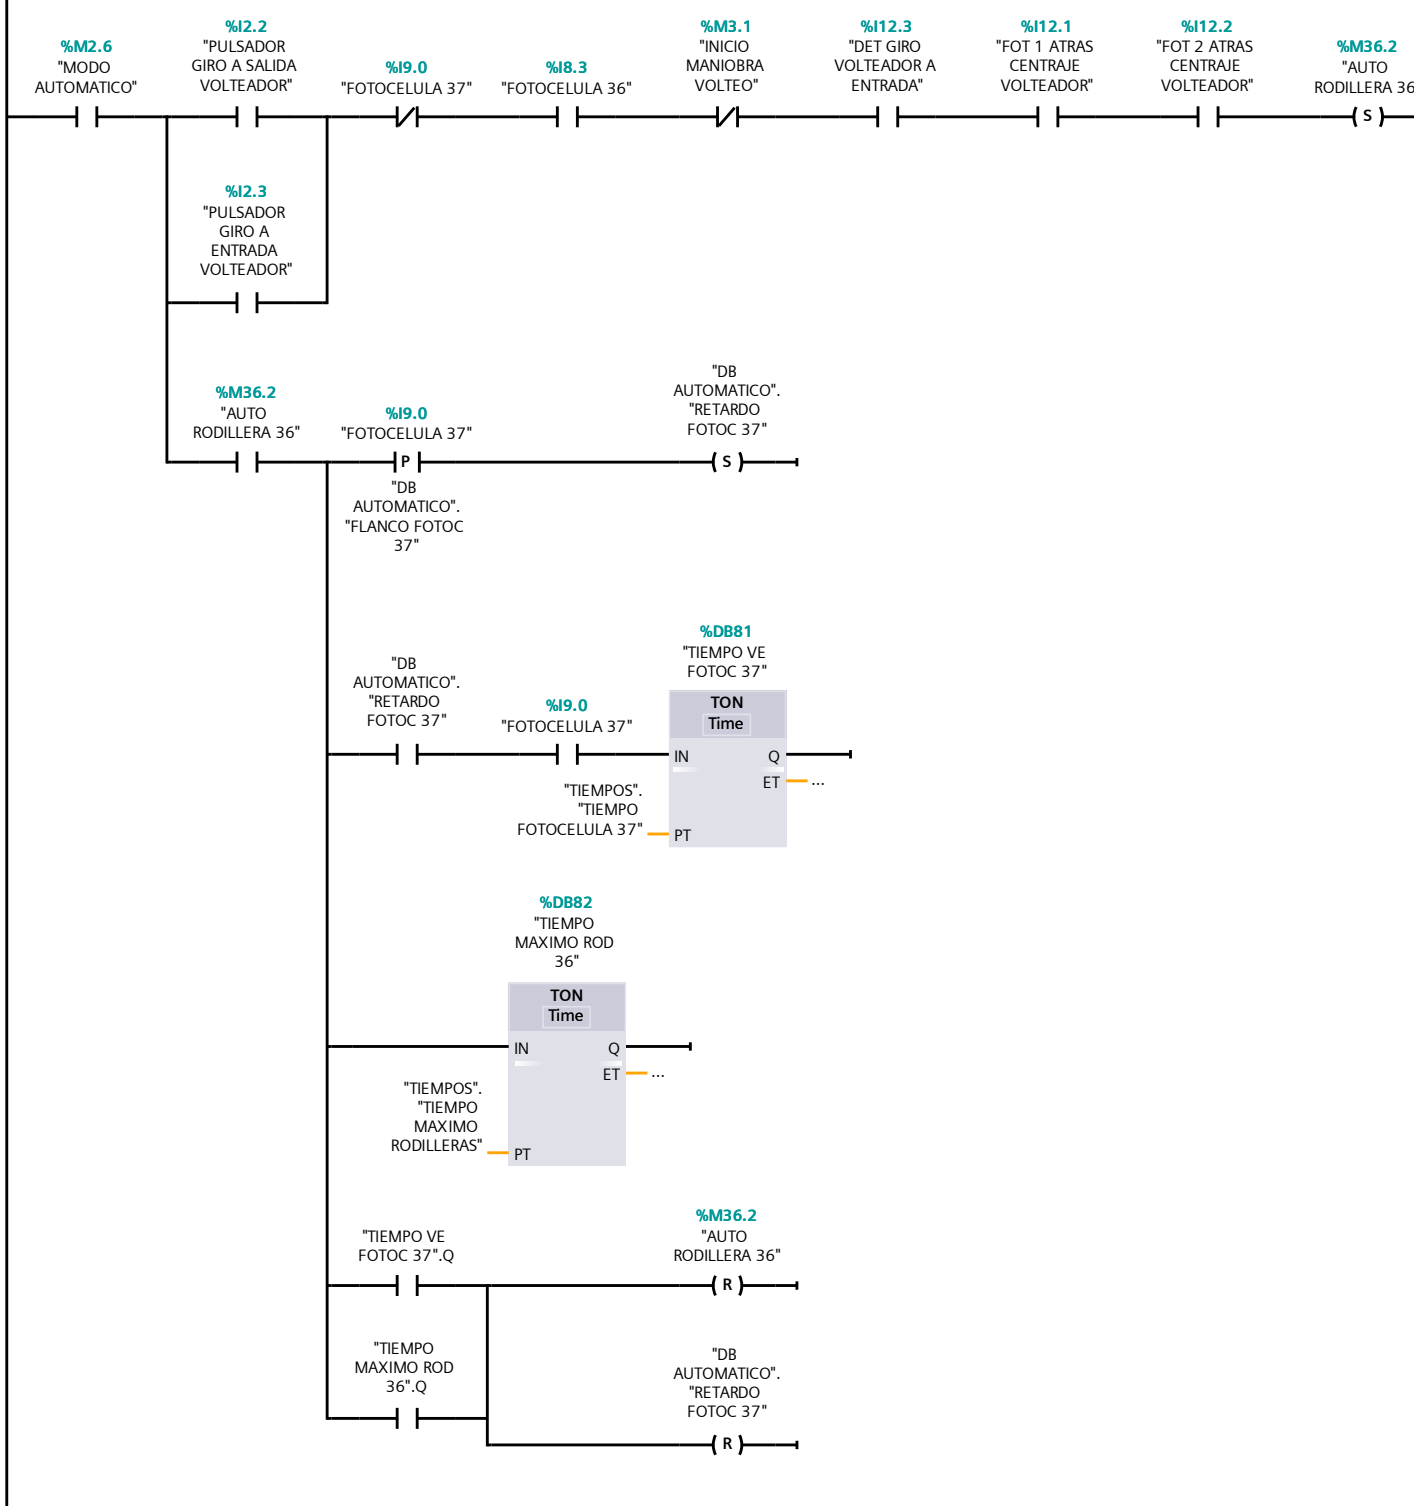 %M2.6
"MODO
AUTOMATICO"
%I2.2
"PULSADOR
GIRO A SALIDA
VOLTEADOR"
%I9.0
"FOTOCELULA 37"
%I8.3
"FOTOCELULA 36"
%M3.1
"INICIO
MANIOBRA
VOLTEO"
%I12.3
"DET GIRO
VOLTEADOR A
ENTRADA"
%I12.1
"FOT 1 ATRAS
CENTRAJE
VOLTEADOR"
%I12.2
"FOT 2 ATRAS
CENTRAJE
VOLTEADOR"
%M36.2
"AUTO
RODILLERA 36
S
%I2.3
"PULSADOR
GIRO A
ENTRADA
VOLTEADOR"
%M36.2
"AUTO
RODILLERA 36"
%I9.0
"FOTOCELULA 37"
P
"DB
AUTOMATICO".
"FLANCO FOTOC
37"
"DB
AUTOMATICO".
"RETARDO
FOTOC 37"
S
"DB
AUTOMATICO".
"RETARDO
FOTOC 37"
%I9.0
"FOTOCELULA 37"
%DB81
"TIEMPO VE
FOTOC 37"
TON
Time
IN Q
ET ...
"TIEMPOS".
"TIEMPO
FOTOCELULA 37"
PT
%DB82
"TIEMPO
MAXIMO ROD
36"
TON
Time
IN Q
ET ...
"TIEMPOS".
"TIEMPO
MAXIMO
RODILLERAS"
PT
"TIEMPO VE
FOTOC 37".Q
%M36.2
"AUTO
RODILLERA 36"
R
"TIEMPO
MAXIMO ROD
36".Q
"DB
AUTOMATICO".
"RETARDO
FOTOC 37"
R